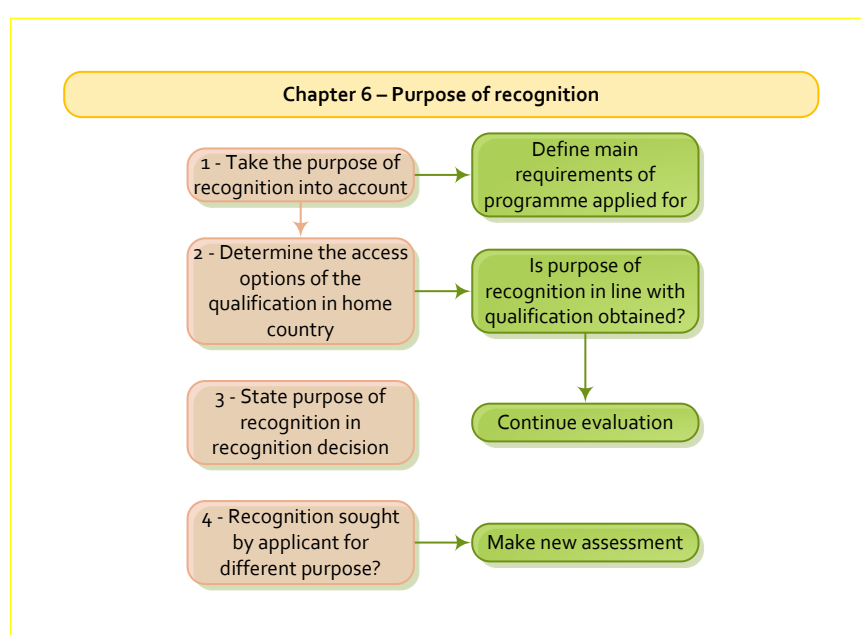 Chapter 6 – Purpose of recognition
1 - Take the purpose of
recognition into account
Define main
requirements of
programme applied for
2 - Determine the access
options of the
qualification in home
country
Is purpose of
recognition in line with
qualification obtained?
3 - State purpose of
recognition in
recognition decision
Continue evaluation
4 - Recognition sought
by applicant for
different purpose?
Make new assessment